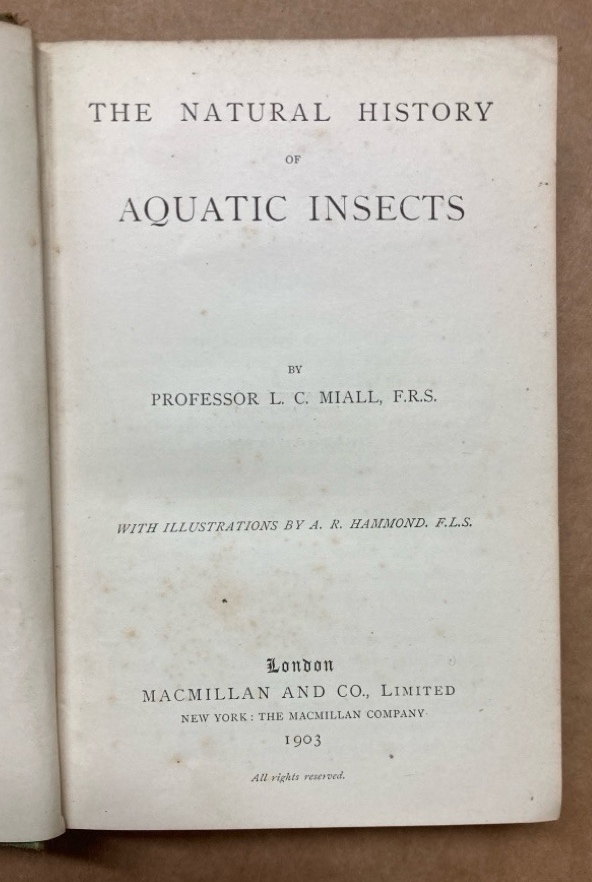 THE NATURAL HISTORY
OF
AQUATIC INSECTS
BY
PROFESSOR L. C. MIALL, F.R.S.
WITH ILLUSTRATIONS BY A. R. HAMMOND. F.L.S.
London
MACMILLAN AND CO., LIMITED
NEW YORK: THE MACMILLAN COMPANY
1903
All rights reserved.